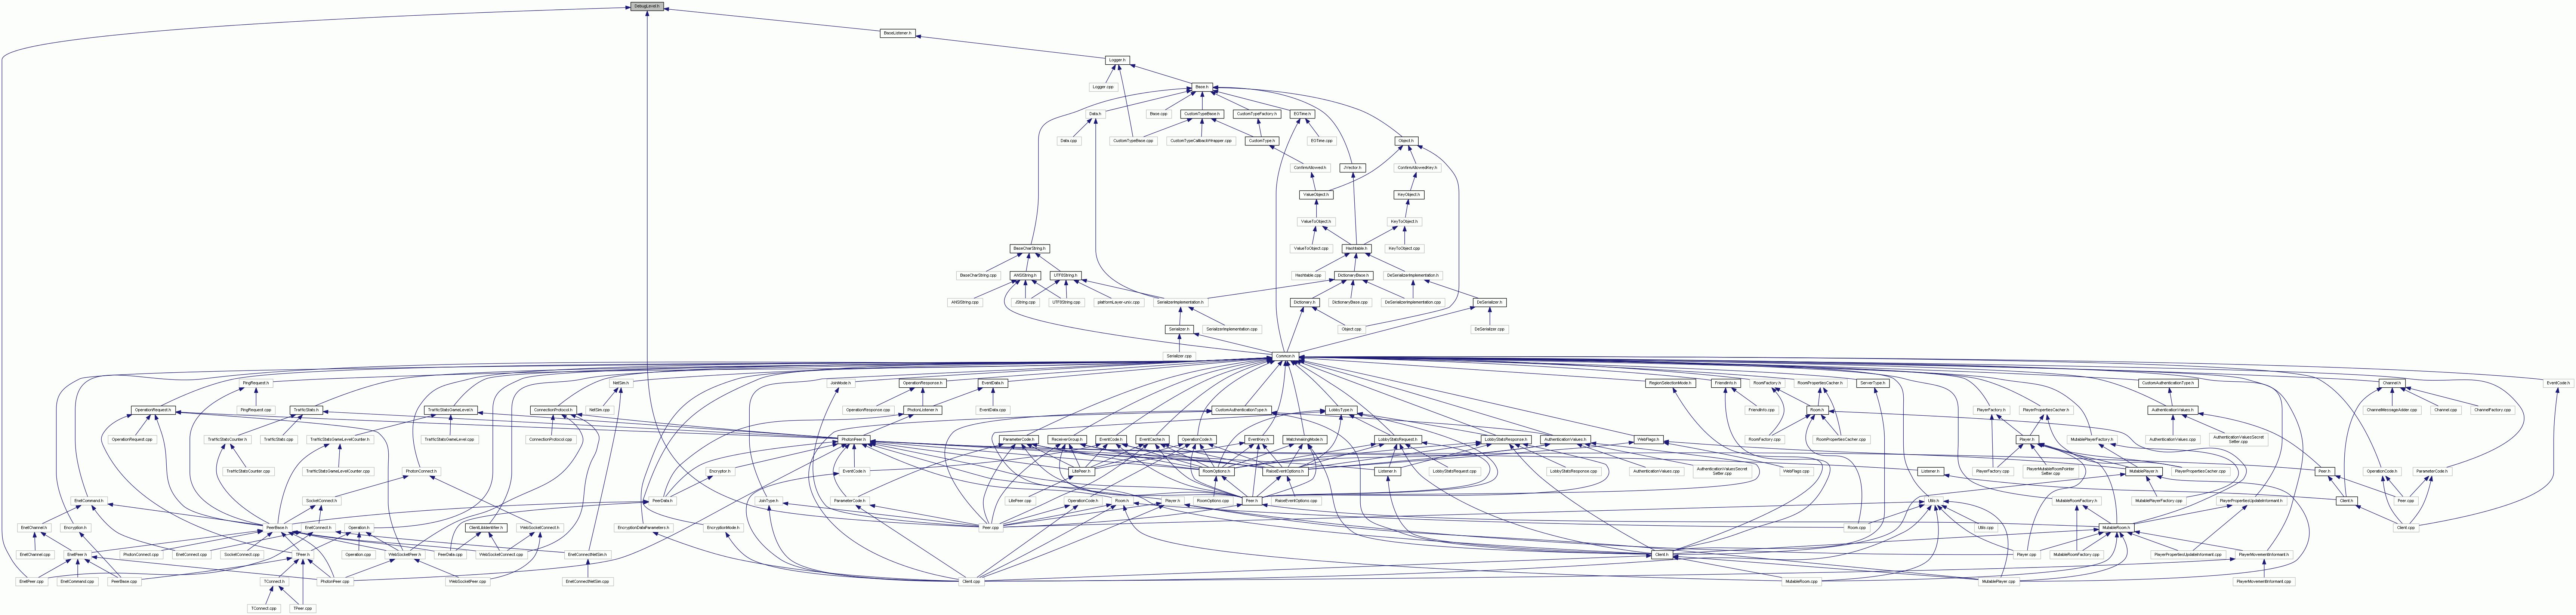 DebugLevel.h
BaseListener.h
Logger.h
Logger.cpp
Base.h
Data.h
Base.cpp
CustomTypeBase.h
CustomTypeFactory.h
EGTime.h
Data.cpp
CustomTypeBase.cpp
CustomTypeCallbackWrapper.cpp
CustomType.h
EGTime.cpp
Object.h
ConfirmAllowed.h
JVector.h
ConfirmAllowedKey.h
ValueObject.h
KeyObject.h
ValueToObject.h
KeyToObject.h
BaseCharString.h
ValueToObject.cpp
Hashtable.h
KeyToObject.cpp
BaseCharString.cpp
ANSIString.h
UTF8String.h
Hashtable.cpp
DictionaryBase.h
DeSerializerImplementation.h
ANSIString.cpp
JString.cpp
UTF8String.cpp
platformLayer-unix.cpp
SerializerImplementation.h
Dictionary.h
DictionaryBase.cpp
DeSerializerImplementation.cpp
DeSerializer.h
Serializer.h
SerializerImplementation.cpp
Object.cpp
DeSerializer.cpp
Serializer.cpp
Common.h
PingRequest.h
NetSim.h
JoinMode.h
OperationResponse.h
EventData.h
RegionSelectionMode.h
FriendInfo.h
RoomFactory.h
RoomPropertiesCacher.h
ServerType.h
CustomAuthenticationType.h
Channel.h
EventCode.h
OperationRequest.h
PingRequest.cpp
TrafficStats.h
TrafficStatsGameLevel.h
ConnectionProtocol.h
NetSim.cpp
OperationResponse.cpp
PhotonListener.h
EventData.cpp
CustomAuthenticationType.h
LobbyType.h
FriendInfo.cpp
Room.h
PlayerFactory.h
PlayerPropertiesCacher.h
AuthenticationValues.h
ChannelMessageAdder.cpp
Channel.cpp
ChannelFactory.cpp
OperationRequest.cpp
TrafficStatsCounter.h
TrafficStats.cpp
TrafficStatsGameLevelCounter.h
TrafficStatsGameLevel.cpp
ConnectionProtocol.cpp
PhotonPeer.h
ParameterCode.h
ReceiverGroup.h
EventCode.h
EventCache.h
OperationCode.h
EventKey.h
MatchmakingMode.h
LobbyStatsRequest.h
LobbyStatsResponse.h
AuthenticationValues.h
WebFlags.h
RoomFactory.cpp
RoomPropertiesCacher.cpp
Player.h
MutablePlayerFactory.h
AuthenticationValues.cpp
AuthenticationValuesSecret
Setter.cpp
TrafficStatsCounter.cpp
TrafficStatsGameLevelCounter.cpp
PhotonConnect.h
Encryptor.h
EventCode.h
LitePeer.h
RoomOptions.h
RaiseEventOptions.h
Listener.h
LobbyStatsRequest.cpp
LobbyStatsResponse.cpp
AuthenticationValues.cpp
AuthenticationValuesSecret
Setter.cpp
WebFlags.cpp
Listener.h
PlayerFactory.cpp
PlayerMutableRoomPointer
Setter.cpp
MutablePlayer.h
PlayerPropertiesCacher.cpp
Peer.h
OperationCode.h
ParameterCode.h
EnetCommand.h
SocketConnect.h
PeerData.h
JoinType.h
ParameterCode.h
LitePeer.cpp
OperationCode.h
Room.h
Player.h
RoomOptions.cpp
Peer.h
RaiseEventOptions.cpp
Utils.h
MutableRoomFactory.h
MutablePlayerFactory.cpp
PlayerPropertiesUpdateInformant.h
Client.h
Peer.cpp
EnetChannel.h
Encryption.h
PeerBase.h
EnetConnect.h
Operation.h
ClientLibIdentifier.h
WebSocketConnect.h
EncryptionDataParameters.h
EncryptionMode.h
Peer.cpp
Room.cpp
Utils.cpp
MutableRoom.h
Client.cpp
EnetChannel.cpp
EnetPeer.h
PhotonConnect.cpp
EnetConnect.cpp
SocketConnect.cpp
TPeer.h
Operation.cpp
WebSocketPeer.h
PeerData.cpp
WebSocketConnect.cpp
EnetConnectNetSim.h
Client.h
Player.cpp
MutableRoomFactory.cpp
PlayerPropertiesUpdateInformant.cpp
PlayerMovementInformant.h
EnetPeer.cpp
EnetCommand.cpp
PeerBase.cpp
TConnect.h
PhotonPeer.cpp
WebSocketPeer.cpp
EnetConnectNetSim.cpp
Client.cpp
MutableRoom.cpp
MutablePlayer.cpp
PlayerMovementInformant.cpp
TConnect.cpp
TPeer.cpp